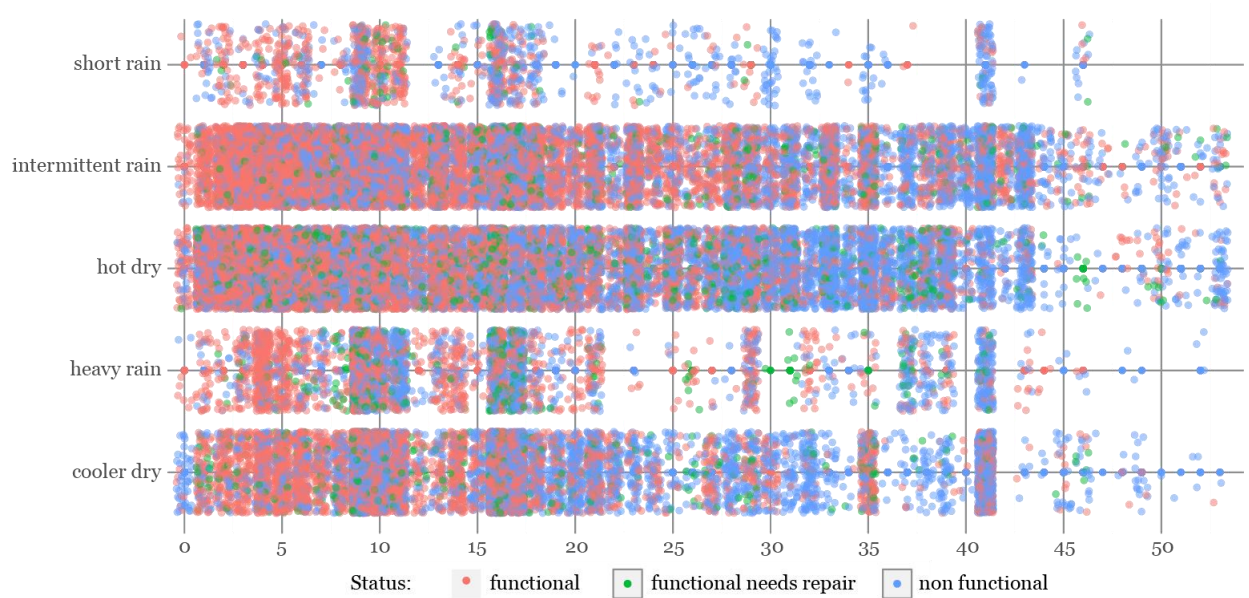 short rain
intermittent rain
hot dry
heavy rain
cooler dry
0 5 10 15 20 25 30 35 40 45 50
Status: functional functional needs repair non functional